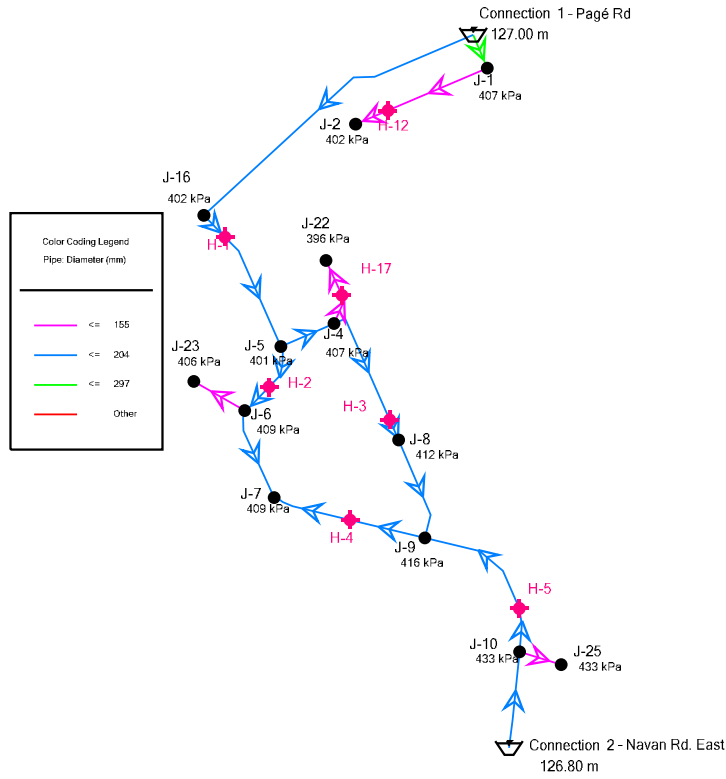 Connection 1 - Pagé Rd
127.00 m
J-1
407 kPa
J-2
402 kPa
H-12
J-16
402 kPa
H-1
J-22
396 kPa
H-17
Color Coding Legend
Pipe: Diameter (mm)
<= 155
<= 204
<= 297
Other
J-5
401 kPa
J-4
407 kPa
J-23
406 kPa
H-2
J-6
409 kPa
H-3
J-8
412 kPa
J-7
409 kPa
H-4
J-9
416 kPa
H-5
J-10
433 kPa
J-25
433 kPa
Connection 2 - Navan Rd. East
126.80 m